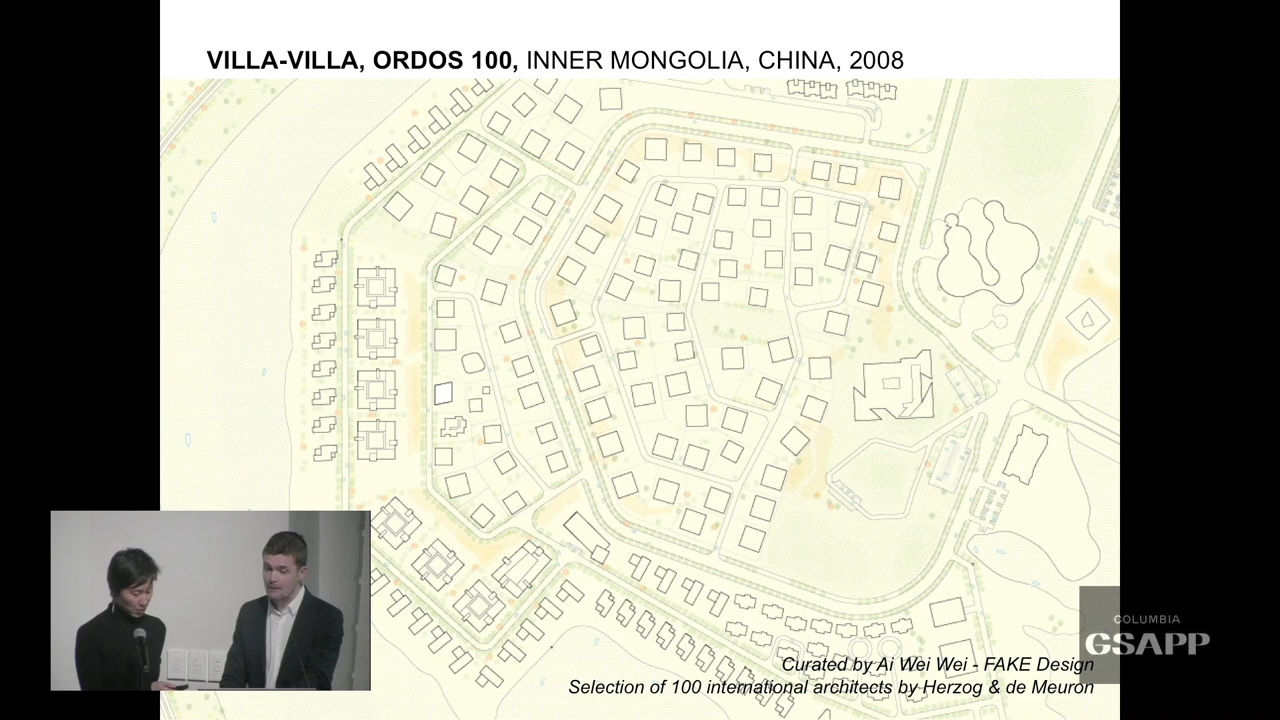 VILLA-VILLA, ORDOS 100, INNER MONGOLIA, CHINA, 2008
COLUMBIA
GSAPP
Curated by Ai Wei Wei - FAKE Design
Selection of 100 international architects by Herzog & de Meuron